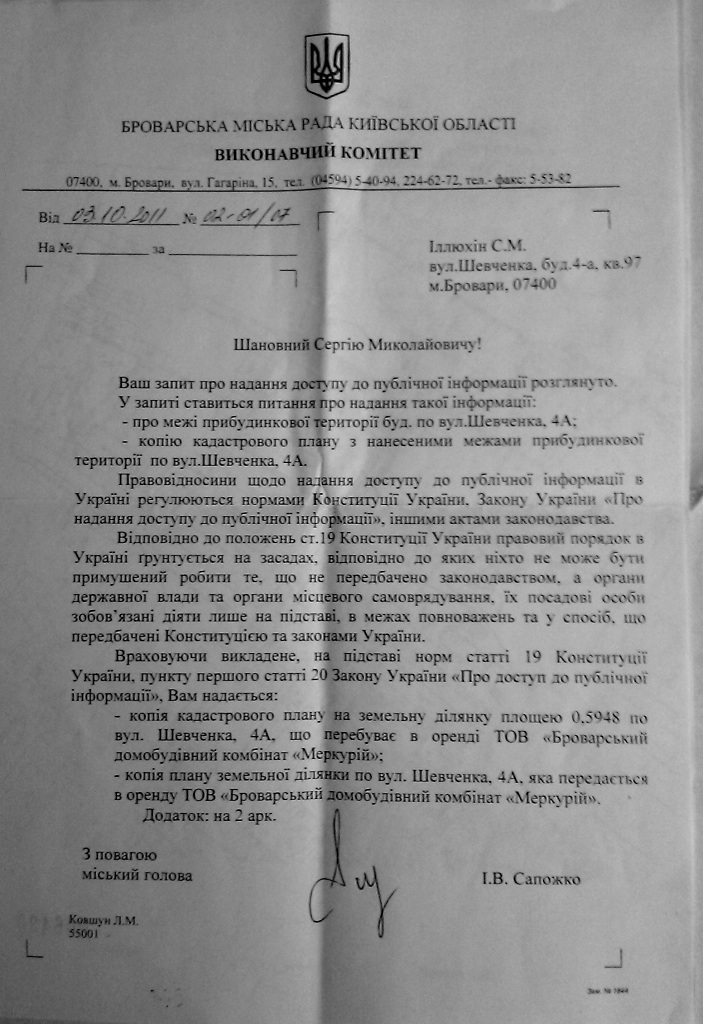 БРОВАРСЬКА МІСЬКА РАДА КИЇВСЬКОЇ ОБЛАСТІ
ВИКОНАВЧИЙ КОМІТЕТ
07400, м. Бровари, вул. Гагаріна, 15, тел. (04594) 5-40-94, 224-62-72, тел.- факс: 5-53-82
Від 03.10.2011 № 02-01/07
На № за
Іллюхін С.М.
вул.Шевченка, буд.4-а, кв.97
м.Бровари, 07400
Шановний Сергію Миколайовичу!
Ваш запит про надання доступу до публічної інформації розглянуто.
У запиті ставиться питання про надання такої інформації:
- про межі прибудинкової території буд. по вул.Шевченка, 4А;
- копію кадастрового плану з нанесеними межами прибудинкової
території по вул.Шевченка, 4А.
Правовідносини щодо надання доступу до публічної інформації в
Україні регулюються нормами Конституції України, Закону України «Про
надання доступу до публічної інформації», іншими актами законодавства.
Відповідно до положень ст.19 Конституції України правовий порядок в
Україні ґрунтується на засадах, відповідно до яких ніхто не може бути
примушений робити те, що не передбачено законодавством, а органи
державної влади та органи місцевого самоврядування, їх посадові особи
зобов'язані діяти лише на підставі, в межах повноважень та у спосіб, що
передбачені Конституцією та законами України.
Враховуючи викладене, на підставі норм статті 19 Конституції
України, пункту першого статті 20 Закону України «Про доступ до публічної
інформації», Вам надається:
- копія кадастрового плану на земельну ділянку площею 0,5948 по
вул. Шевченка, 4А, що перебуває в оренді ТОВ «Броварський
домобудівний комбінат «Меркурій»;
- копія плану земельної ділянки по вул. Шевченка, 4А, яка передається
в оренду ТОВ «Броварський домобудівний комбінат «Меркурій».
Додаток: на 2 арк.
З повагою
міський голова
І.В. Сапожко
Ковшун Л.М.
55001
Зам. № 1844